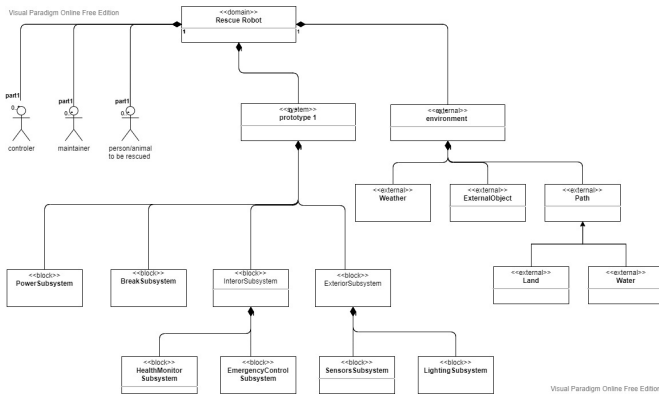 Visual Paradigm Online Free Edition
<<domain>>
Rescue Robot
1
1
part1
part1
part1
0..*
0..*
0..*
controler
maintainer
person/animal
to be rescued
<<system>>
prototype 1
<<external>>
environment
<<external>>
Weather
<<external>>
ExternalObject
<<external>>
Path
<<block>>
PowerSubsystem
<<block>>
BreakSubsystem
<<block>>
InterorSubsystem
<<block>>
ExteriorSubsystem
<<external>>
Land
<<external>>
Water
<<block>>
HealthMonitor
Subsystem
<<block>>
EmergencyControl
Subsystem
<<block>>
SensorsSubsystem
<<block>>
LightingSubsystem
Visual Paradigm Online Free Edition